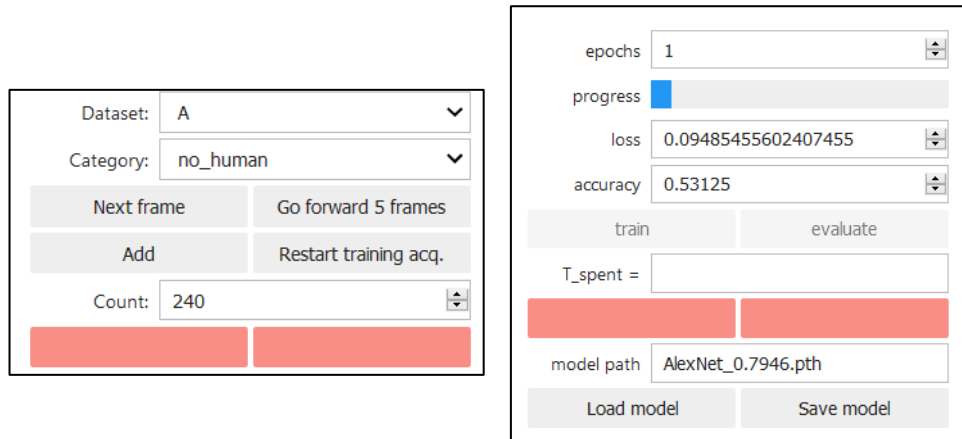 Dataset: A
Category: no_human
Next frame Go forward 5 frames
Add Restart training acq.
Count: 240
epochs 1
progress
loss 0.09485455602407455
accuracy 0.53125
train evaluate
T_spent =
model path AlexNet_0.7946.pth
Load model Save model